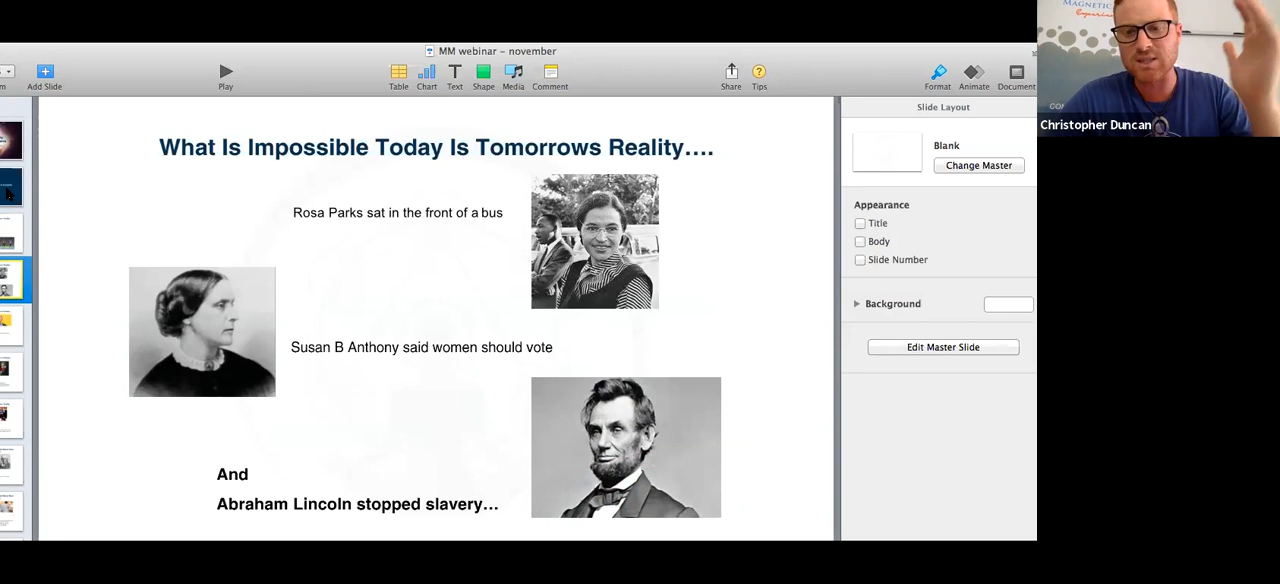 MM webinar – november
Add Slide
Play
Table
Chart
Text
Shape
Media
Comment
Share
Tips
Format
Animate
Document
Slide Layout
Blank
Change Master
Appearance
Title
Body
Slide Number
Background
Edit Master Slide
What Is Impossible Today Is Tomorrows Reality....
Rosa Parks sat in the front of a bus
Susan B Anthony said women should vote
And
Abraham Lincoln stopped slavery...
MAGNETIC
Christopher Duncan